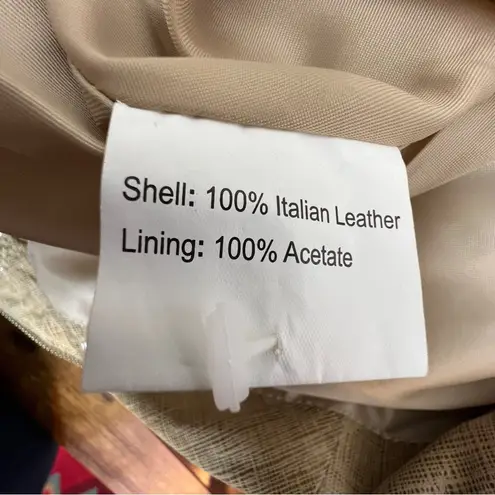 Shell: 100% Italian Leather
Lining: 100% Acetate